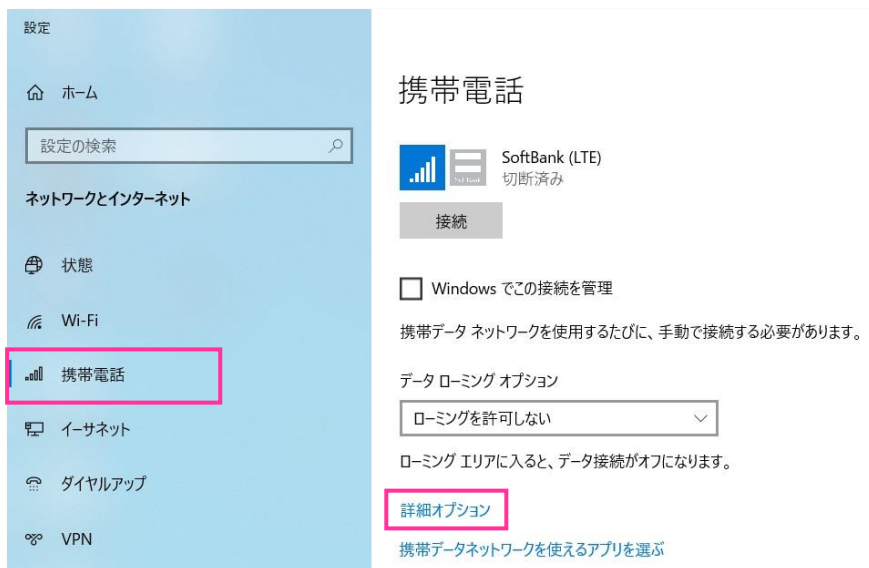 設定
ホーム
設定の検索
ネットワークとインターネット
状態
Wi-Fi
携帯電話
イーサネット
ダイヤルアップ
VPN
携帯電話
SoftBank (LTE)
切断済み
接続
Windows でこの接続を管理
携帯データ ネットワークを使用するたびに、手動で接続する必要があります。
データ ローミング オプション
ローミングを許可しない
ローミング エリアに入ると、データ接続がオフになります。
詳細オプション
携帯データネットワークを使えるアプリを選ぶ